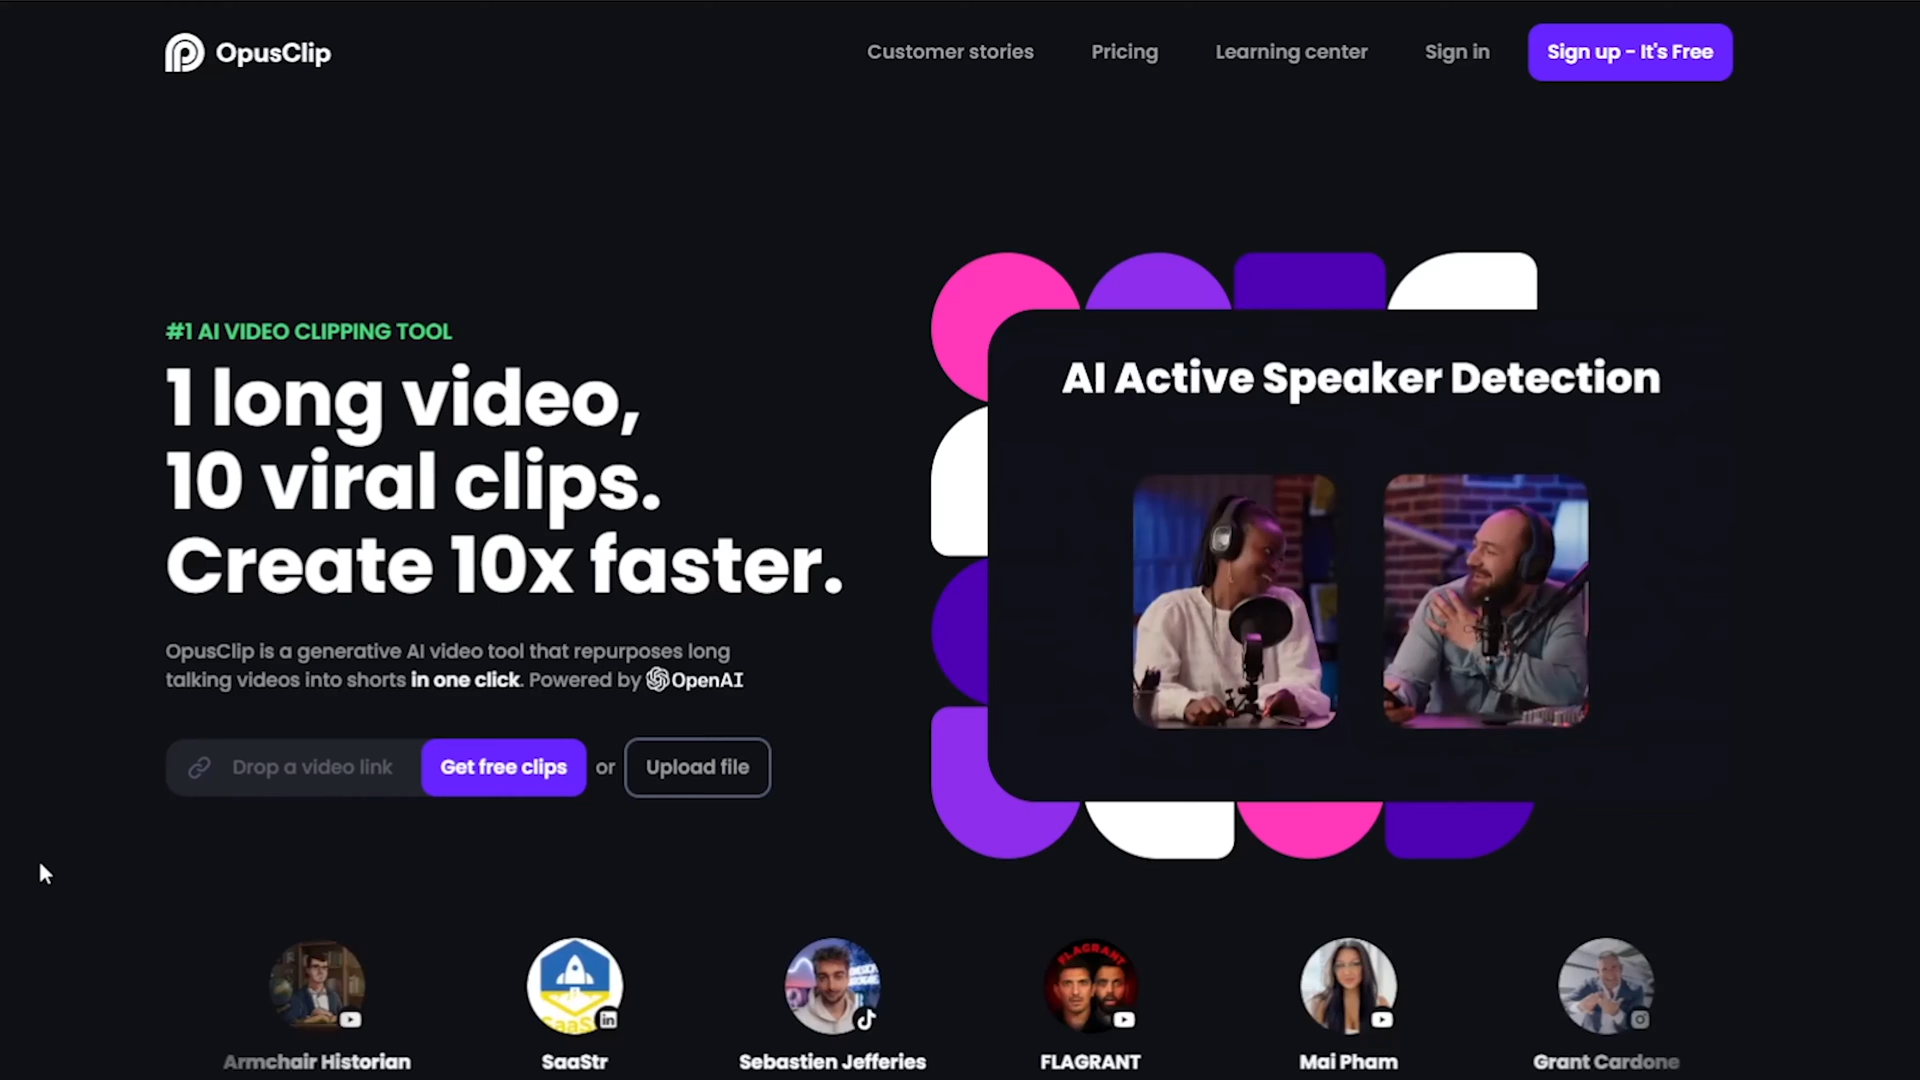 OpusClip
Customer stories
Pricing
Learning center
Sign in
Sign up - It's Free
#1 AI VIDEO CLIPPING TOOL
1 long video,
10 viral clips.
Create 10x faster.
OpusClip is a generative AI video tool that repurposes long
talking videos into shorts in one click. Powered by OpenAI
Drop a video link
Get free clips
or
Upload file
AI Active Speaker Detection
SaaS
in
FLAGRANT
Armchair Historian
SaaStr
Sebastien Jefferies
FLAGRANT
Mai Pham
Grant Cardone